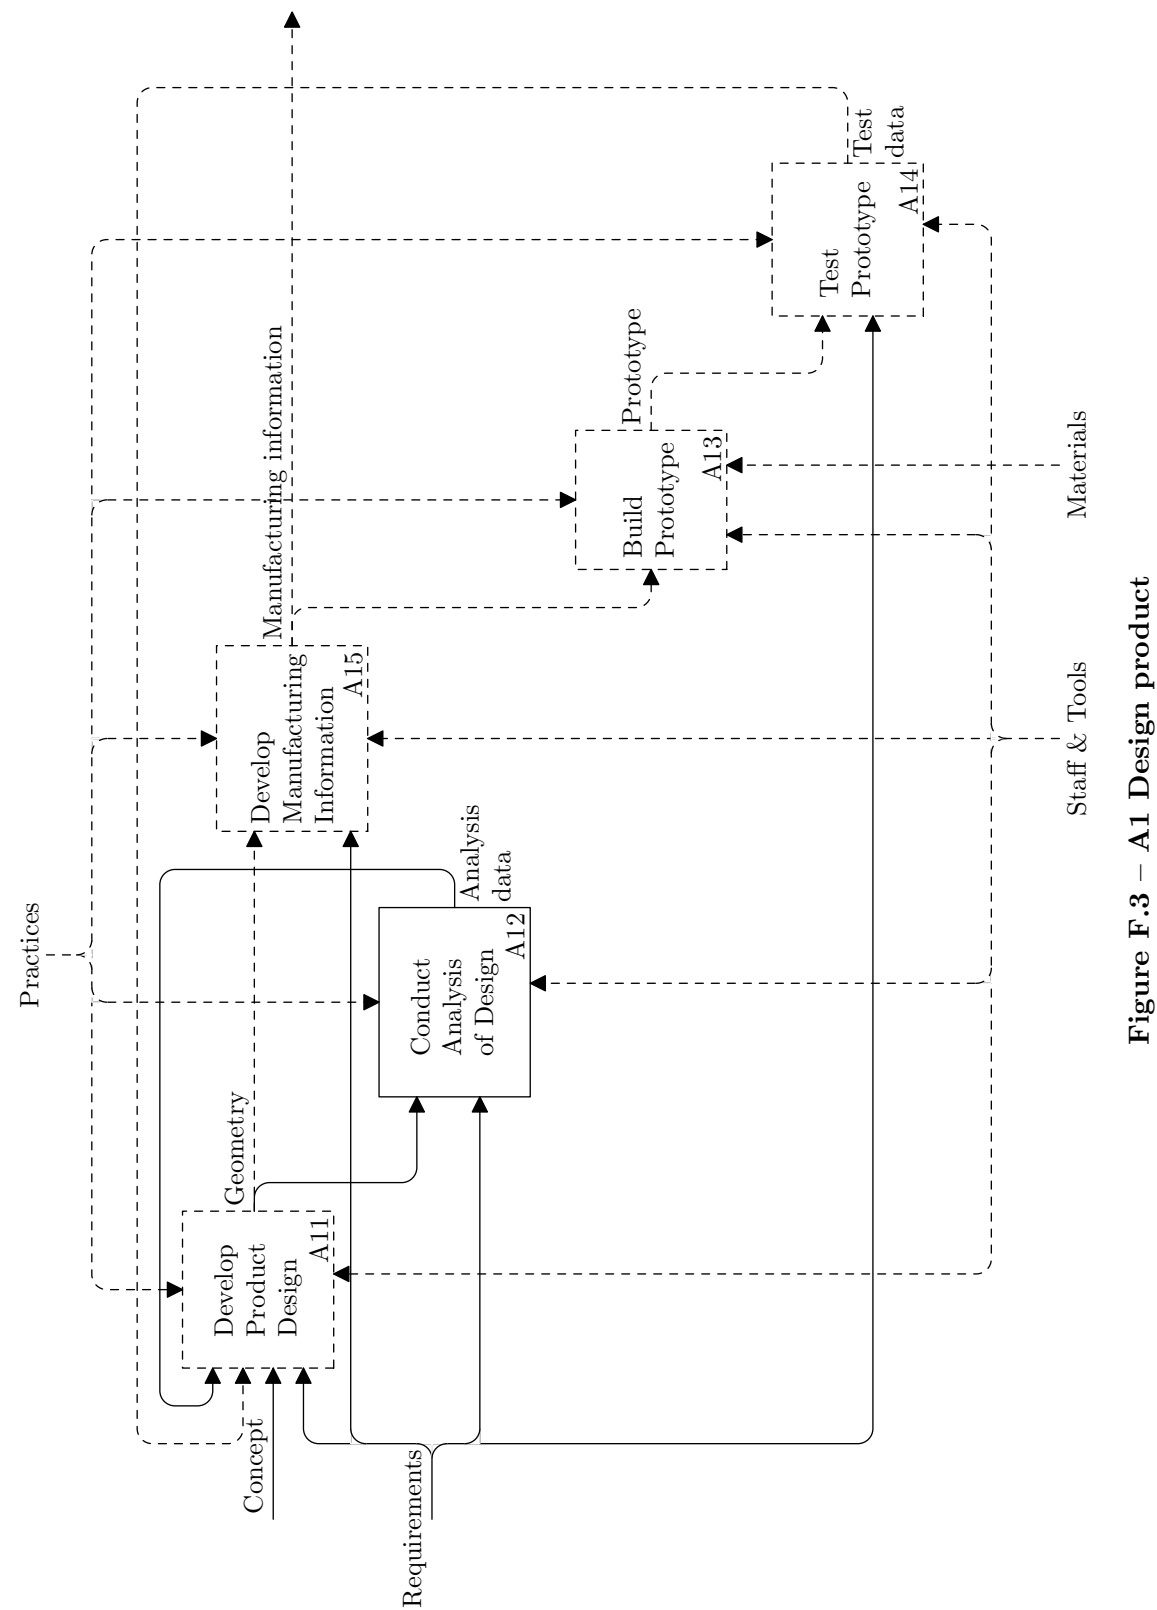 Practices
Geometry
Develop
Product
Design
A11
Concept
Requirements
Conduct
Analysis
of Design
A12
Analysis
data
Develop
Manufacturing
Information
A15
Manufacturing information
Build
Prototype
A13
Prototype
Test
Prototype
A14
Test
data
Staff & Tools
Materials
Figure F.3 – A1 Design product